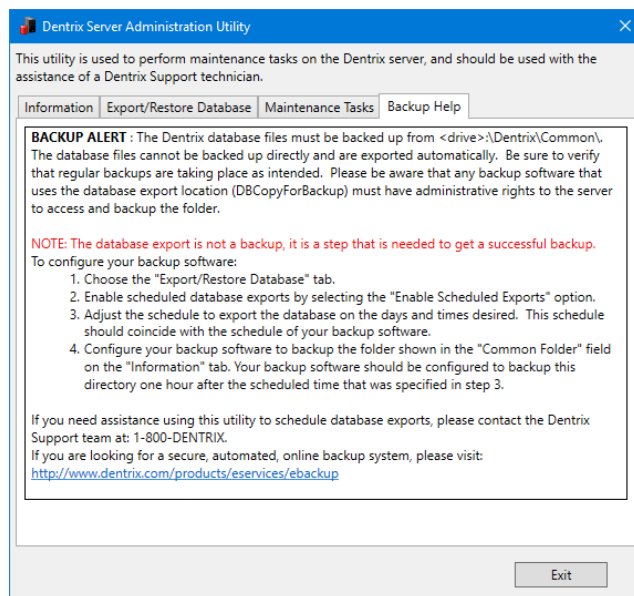 Dentrix Server Administration Utility
This utility is used to perform maintenance tasks on the Dentrix server, and should be used with the
assistance of a Dentrix Support technician.
Information Export/Restore Database Maintenance Tasks Backup Help
BACKUP ALERT : The Dentrix database files must be backed up from <drive>:\Dentrix\Common\.
The database files cannot be backed up directly and are exported automatically. Be sure to verify
that regular backups are taking place as intended. Please be aware that any backup software that
uses the database export location (DBCopyForBackup) must have administrative rights to the server
to access and backup the folder.
NOTE: The database export is not a backup, it is a step that is needed to get a successful backup.
To configure your backup software:
1. Choose the "Export/Restore Database" tab.
2. Enable scheduled database exports by selecting the "Enable Scheduled Exports" option.
3. Adjust the schedule to export the database on the days and times desired. This schedule
should coincide with the schedule of your backup software.
4. Configure your backup software to backup the folder shown in the "Common Folder" field
on the "Information" tab. Your backup software should be configured to backup this
directory one hour after the scheduled time that was specified in step 3.
If you need assistance using this utility to schedule database exports, please contact the Dentrix
Support team at: 1-800-DENTRIX.
If you are looking for a secure, automated, online backup system, please visit:
http://www.dentrix.com/products/eservices/ebackup
Exit